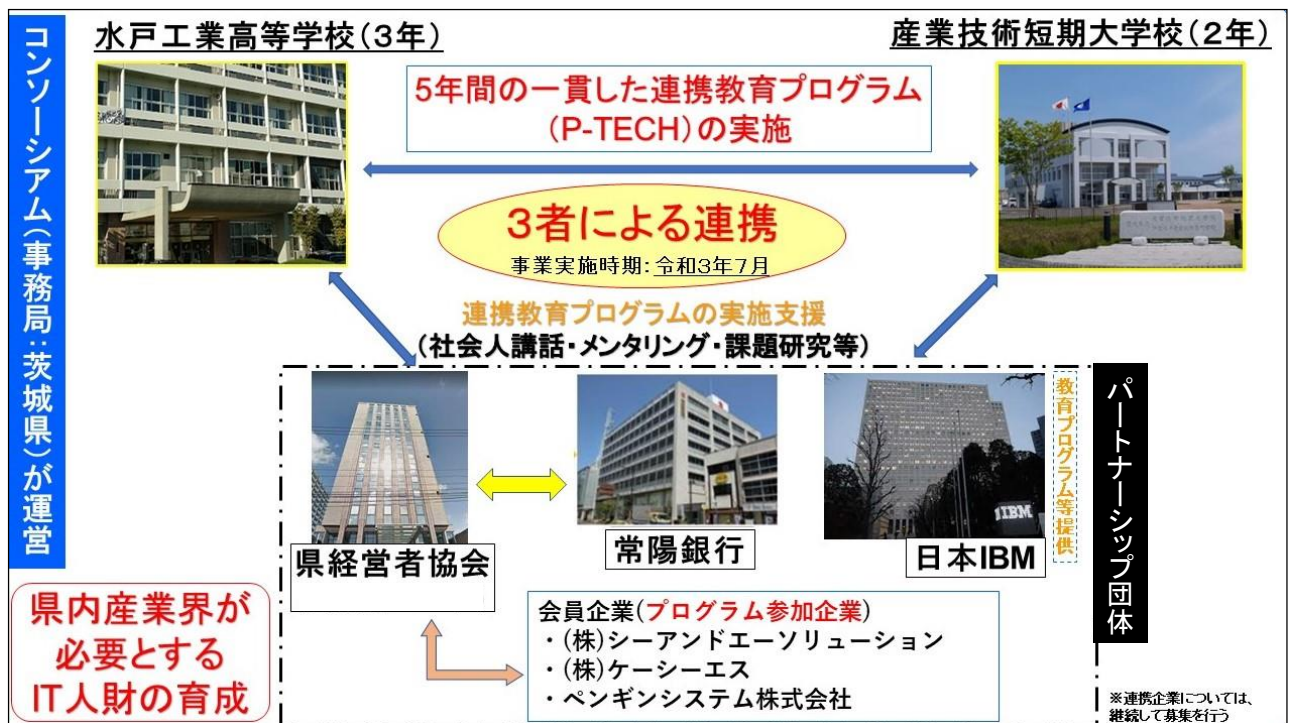 コンソーシアム(事務局:茨城県)が運営
水戸工業高等学校(3年)
産業技術短期大学校(2年)
5年間の一貫した連携教育プログラム
(P-TECH)の実施
3者による連携
事業実施時期:令和3年7月
連携教育プログラムの実施支援
(社会人講話・メンタリング・課題研究等)
県経営者協会
常陽銀行
IBM
日本IBM
教育プログラム等提供
パートナーシップ団体
県内産業界が
必要とする
IT人財の育成
会員企業(プログラム参加企業)
・(株)シーアンドエーソリューション
・(株)ケーシーエス
・ペンギンシステム株式会社
※連携企業については、
継続して募集を行う